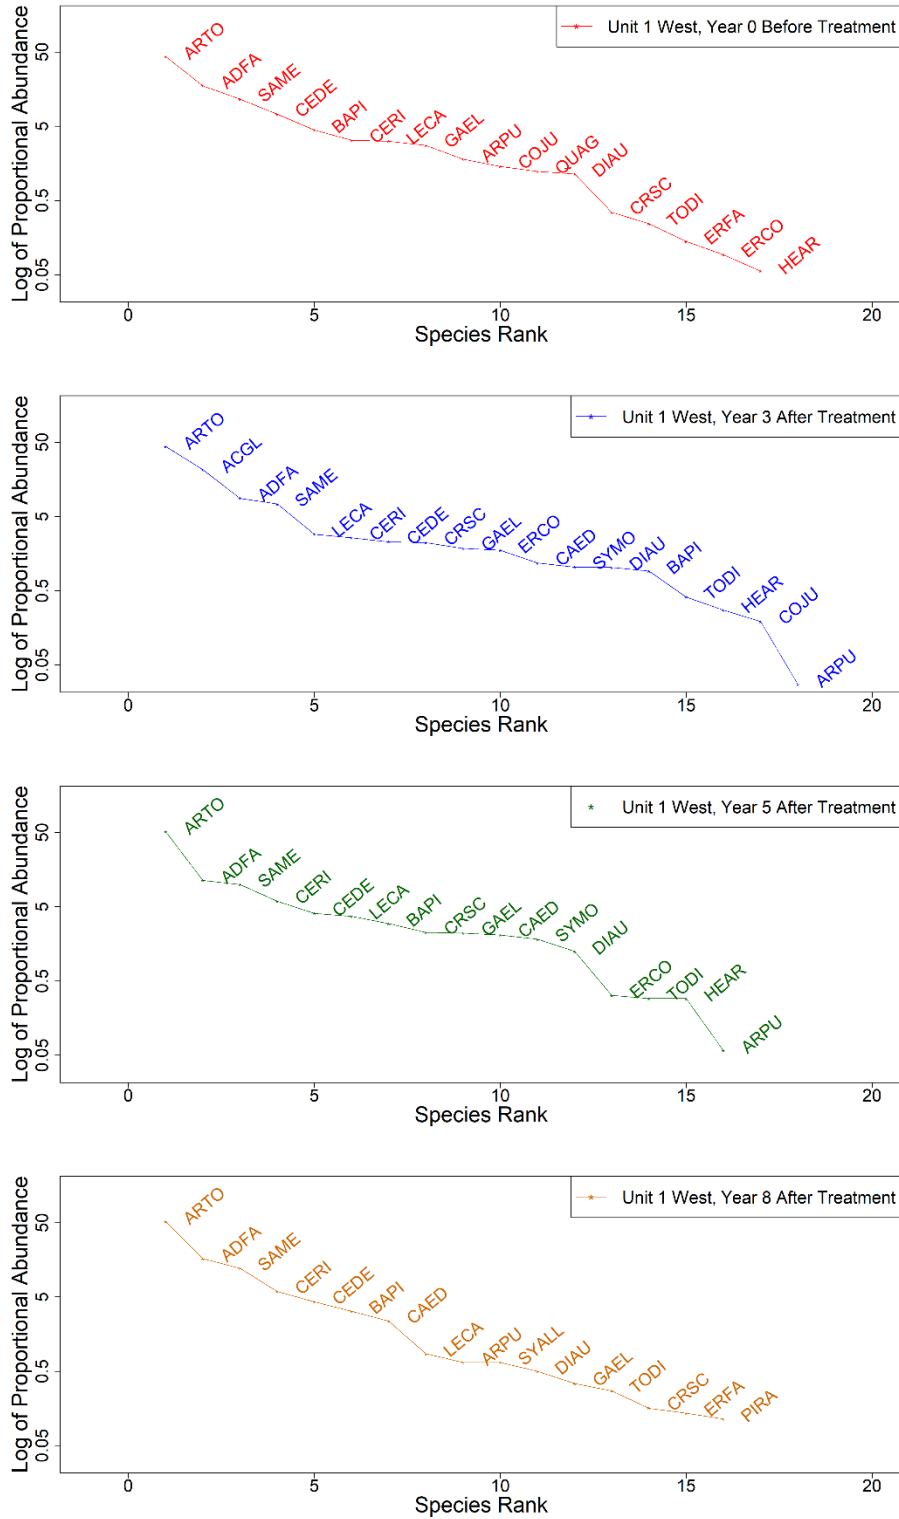 Unit 1 West, Year 0 Before Treatment
Log of Proportional Abundance
50
5
0.5
0.05
ARTO
ADFA
SAME
CEDE
BAPI
CERI
LECA
GAEL
ARPU
COJU
QUAG
DIAU
CRSC
TODI
ERFA
ERCO
HEAR
0 5 10 15 20
Species Rank
Unit 1 West, Year 3 After Treatment
Log of Proportional Abundance
50
5
0.5
0.05
ARTO
ACGL
ADFA
SAME
LECA
CERI
CEDE
CRSC
GAEL
ERCO
CAED
SYMO
DIAU
BAPI
TODI
HEAR
COJU
ARPU
0 5 10 15 20
Species Rank
Unit 1 West, Year 5 After Treatment
Log of Proportional Abundance
50
5
0.5
0.05
ARTO
ADFA
SAME
CERI
CEDE
LECA
BAPI
CRSC
GAEL
CAED
SYMO
DIAU
ERCO
TODI
HEAR
ARPU
0 5 10 15 20
Species Rank
Unit 1 West, Year 8 After Treatment
Log of Proportional Abundance
50
5
0.5
0.05
ARTO
ADFA
SAME
CERI
CEDE
BAPI
CAED
LECA
ARPU
SYALL
DIAU
GAEL
TODI
CRSC
ERFA
PIRA
0 5 10 15 20
Species Rank